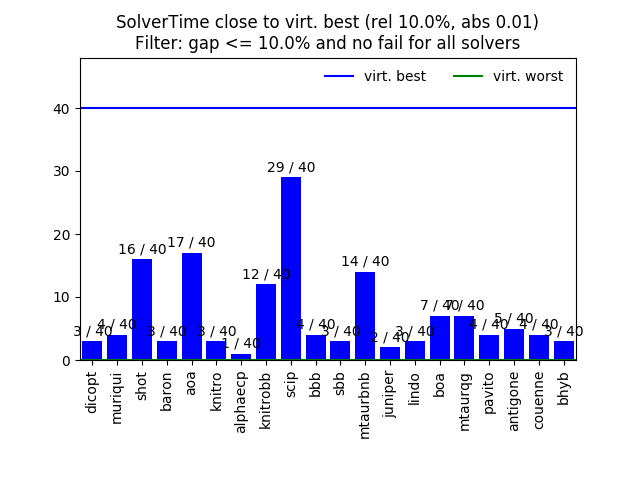 SolverTime close to virt. best (rel 10.0%, abs 0.01)
Filter: gap <= 10.0% and no fail for all solvers
virt. best
virt. worst
40
30
20
10
0
3 / 40
4 / 40
16 / 40
3 / 40
17 / 40
3 / 40
1 / 40
12 / 40
29 / 40
4 / 40
3 / 40
14 / 40
2 / 40
3 / 40
7 / 40
7 / 40
4 / 40
5 / 40
4 / 40
3 / 40
dicopt
muriqui
shot
baron
aoa
knitro
alphaecp
knitrobb
scip
bbb
sbb
mtaurbnb
juniper
lindo
boa
mtaurqg
pavito
antigone
couenne
bhyb